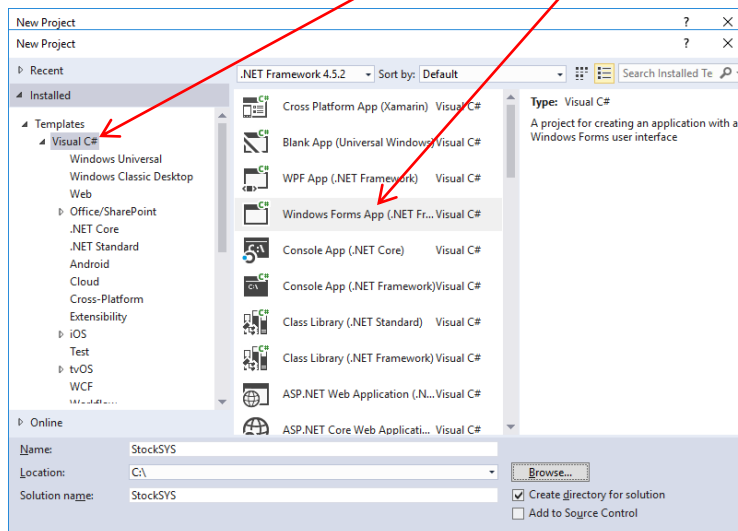 New Project ? ×
New Project ? ×
Recent
Installed
Templates
Visual C#
Windows Universal
Windows Classic Desktop
Web
Office/SharePoint
.NET Core
.NET Standard
Android
Cloud
Cross-Platform
Extensibility
iOS
Test
tvOS
WCF
Workflow
Online
.NET Framework 4.5.2 Sort by: Default
Search Installed Te
Cross Platform App (Xamarin) Visual C#
Blank App (Universal Windows) Visual C#
WPF App (.NET Framework) Visual C#
Windows Forms App (.NET Fr... Visual C#
Console App (.NET Core) Visual C#
Console App (.NET Framework) Visual C#
Class Library (.NET Standard) Visual C#
Class Library (.NET Framework) Visual C#
ASP.NET Web Application (.N... Visual C#
ASP.NET Core Web Applicati... Visual C#
Type: Visual C#
A project for creating an application with a
Windows Forms user interface
Name: StockSYS
Location: C:\
Browse...
Solution name: StockSYS
Create directory for solution
Add to Source Control